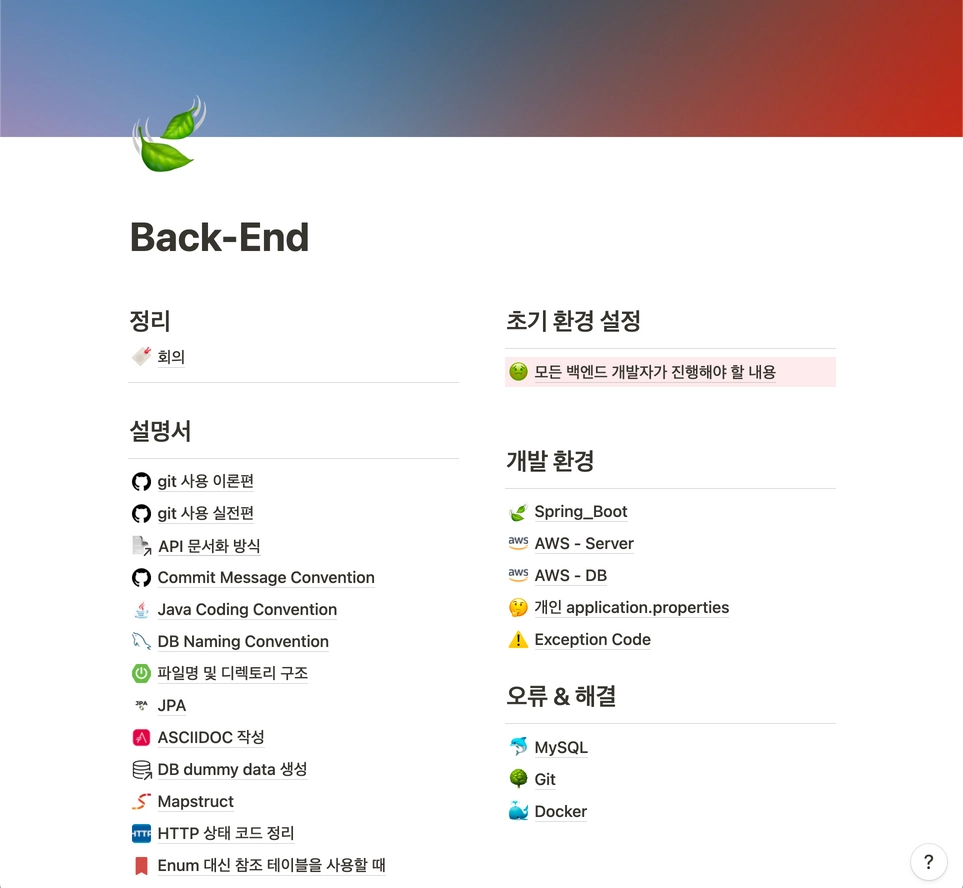 Back-End
정리
회의
설명서
git 사용 이론편
git 사용 실전편
API 문서화 방식
Commit Message Convention
Java Coding Convention
DB Naming Convention
파일명 및 디렉토리 구조
JPA
JPA
ASCIIDOC 작성
DB dummy data 생성
Mapstruct
HTTP
HTTP 상태 코드 정리
Enum 대신 참조 테이블을 사용할 때
초기 환경 설정
모든 백엔드 개발자가 진행해야 할 내용
개발 환경
Spring_Boot
aws
AWS - Server
aws
AWS - DB
개인 application.properties
Exception Code
오류 & 해결
MySQL
Git
Docker
?